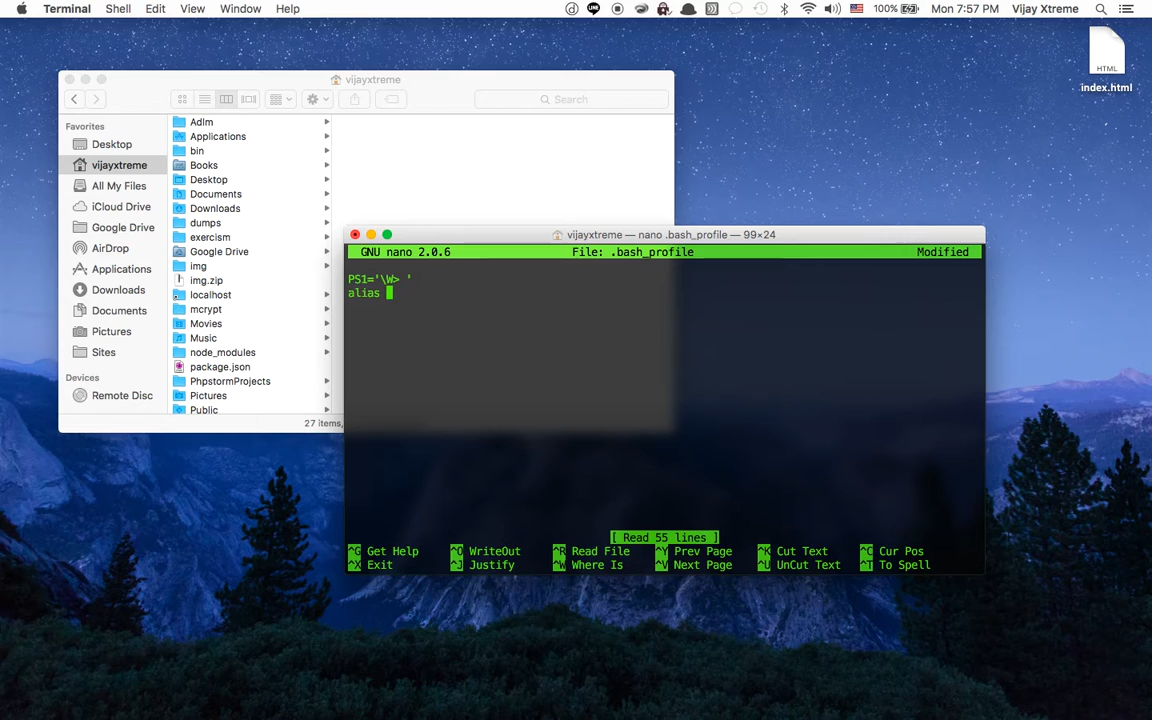 Terminal Shell Edit View Window Help 100% Mon 7:57 PM Vijay Xtreme
HTML
index.html
vijayxtreme
Search
Favorites
Desktop
vijayxtreme
All My Files
iCloud Drive
Google Drive
AirDrop
Applications
Downloads
Documents
Pictures
Sites
Devices
Remote Disc
AdIm
Applications
bin
Books
Desktop
Documents
Downloads
dumps
exercism
Google Drive
img
img.zip
localhost
mcrypt
Movies
Music
node_modules
package.json
PhpstormProjects
Pictures
Public
27 items,
vijayxtreme — nano .bash_profile — 99×24
GNU nano 2.0.6 File: .bash_profile Modified
PS1='\W> '
alias
[ Read 55 lines ]
^G Get Help ^O WriteOut ^R Read File ^Y Prev Page ^K Cut Text ^C Cur Pos
^X Exit ^J Justify ^W Where Is ^V Next Page ^U UnCut Text ^T To Spell